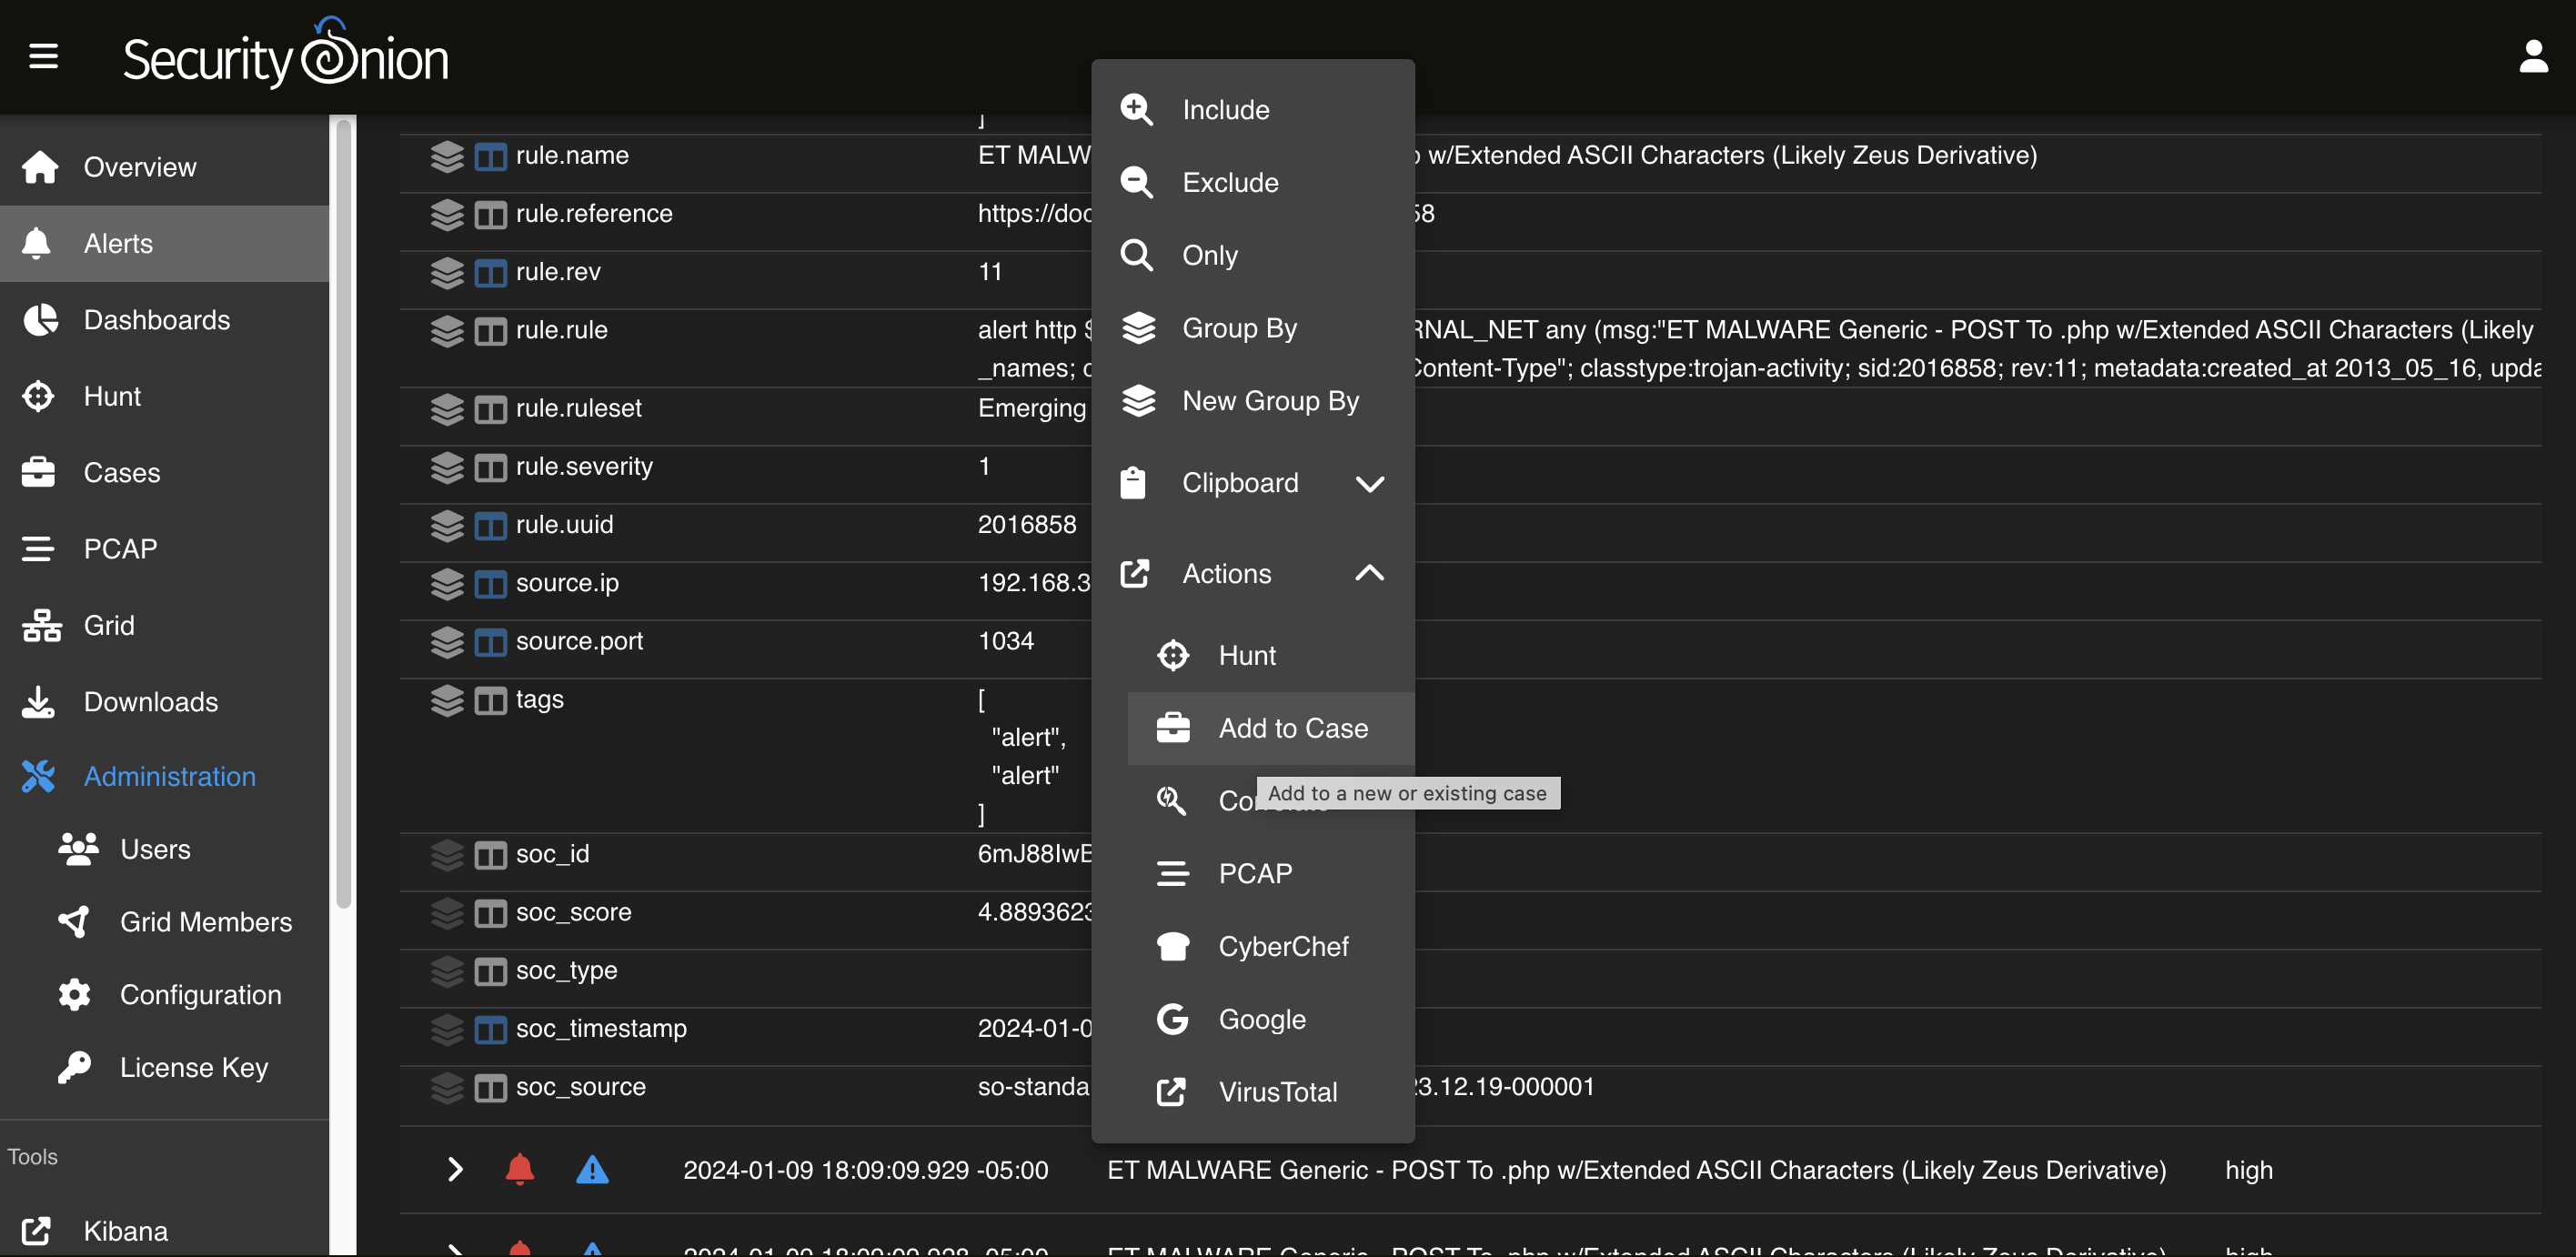 Security Onion
Overview
Alerts
Dashboards
Hunt
Cases
PCAP
Grid
Downloads
Administration
Users
Grid Members
Configuration
License Key
Tools
Kibana
]
rule.name ET MALW w/Extended ASCII Characters (Likely Zeus Derivative)
rule.reference https://doc 58
rule.rev 11
rule.rule alert http $ RNAL_NET any (msg:"ET MALWARE Generic - POST To .php w/Extended ASCII Characters (Likely
_names; Content-Type"; classtype:trojan-activity; sid:2016858; rev:11; metadata:created_at 2013_05_16, upda
rule.ruleset Emerging
rule.severity 1
rule.uuid 2016858
source.ip 192.168.3
source.port 1034
tags [
"alert",
"alert"
]
soc_id 6mJ88IwE
soc_score 4.8893623
soc_type
soc_timestamp 2024-01-0
soc_source so-standa 23.12.19-000001
2024-01-09 18:09:09.929 -05:00 ET MALWARE Generic - POST To .php w/Extended ASCII Characters (Likely Zeus Derivative) high
2024-01-09 18:09:09.928 -05:00 ET MALWARE Generic - POST To .php w/Extended ASCII Characters (Likely Zeus Derivative) high
Include
Exclude
Only
Group By
New Group By
Clipboard
Actions
Hunt
Add to Case
Add to a new or existing case
PCAP
CyberChef
Google
VirusTotal